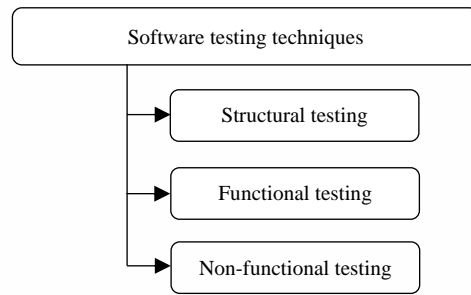 Software testing techniques
Structural testing
Functional testing
Non-functional testing